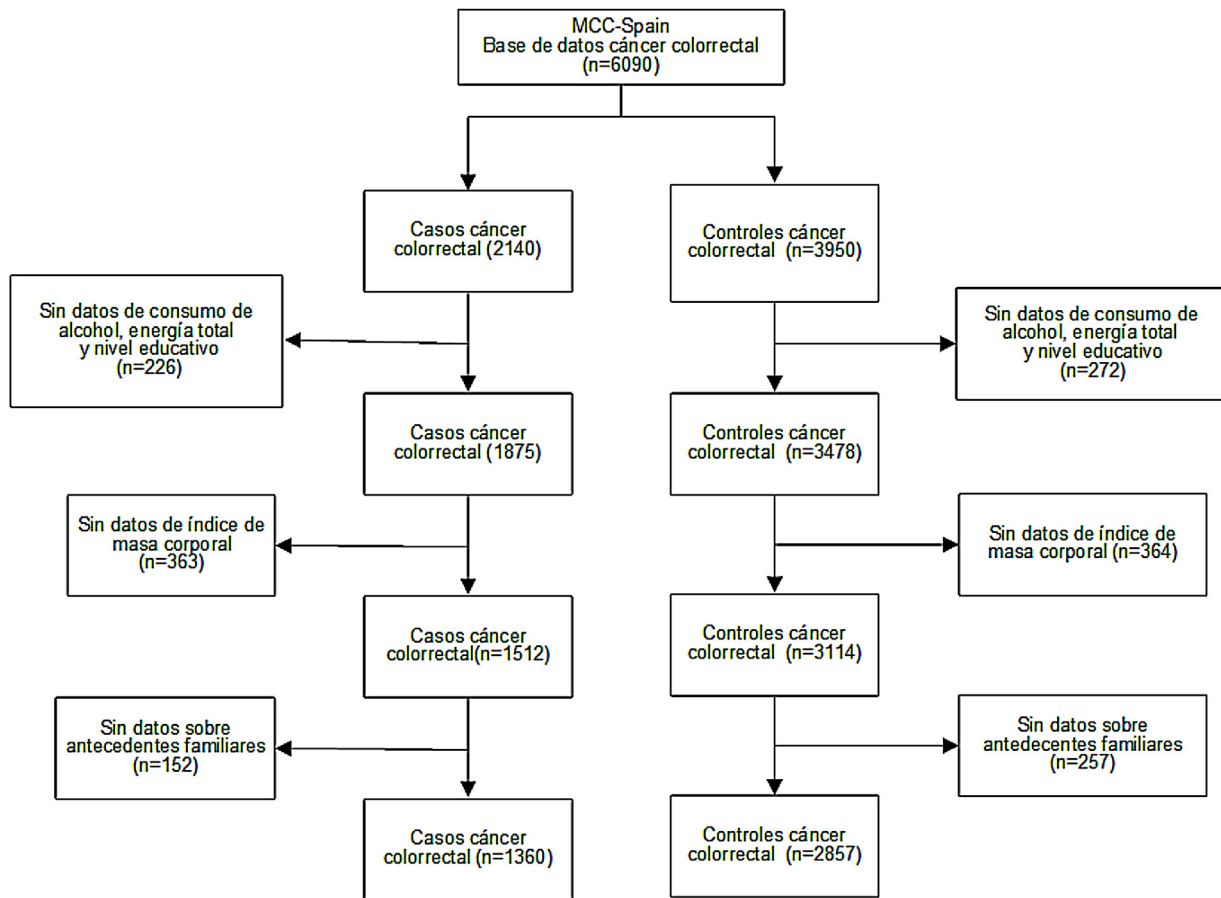 MCC-Spain
Base de datos cáncer colorrectal
(n=6090)
Casos cáncer
colorrectal (2140)
Controles cáncer
colorrectal (n=3950)
Sin datos de consumo de
alcohol, energía total
y nivel educativo
(n=226)
Sin datos de consumo de
alcohol, energía total
y nivel educativo
(n=272)
Casos cáncer
colorrectal (1875)
Controles cáncer
colorrectal (n=3478)
Sin datos de índice de
masa corporal
(n=363)
Sin datos de índice de
masa corporal (n=364)
Casos cáncer
colorrectal(n=1512)
Controles cáncer
colorrectal (n=3114)
Sin datos sobre
antecedentes familiares
(n=152)
Sin datos sobre
antedecentes familiares
(n=257)
Casos cáncer
colorrectal (n=1360)
Controles cáncer
colorrectal (n=2857)